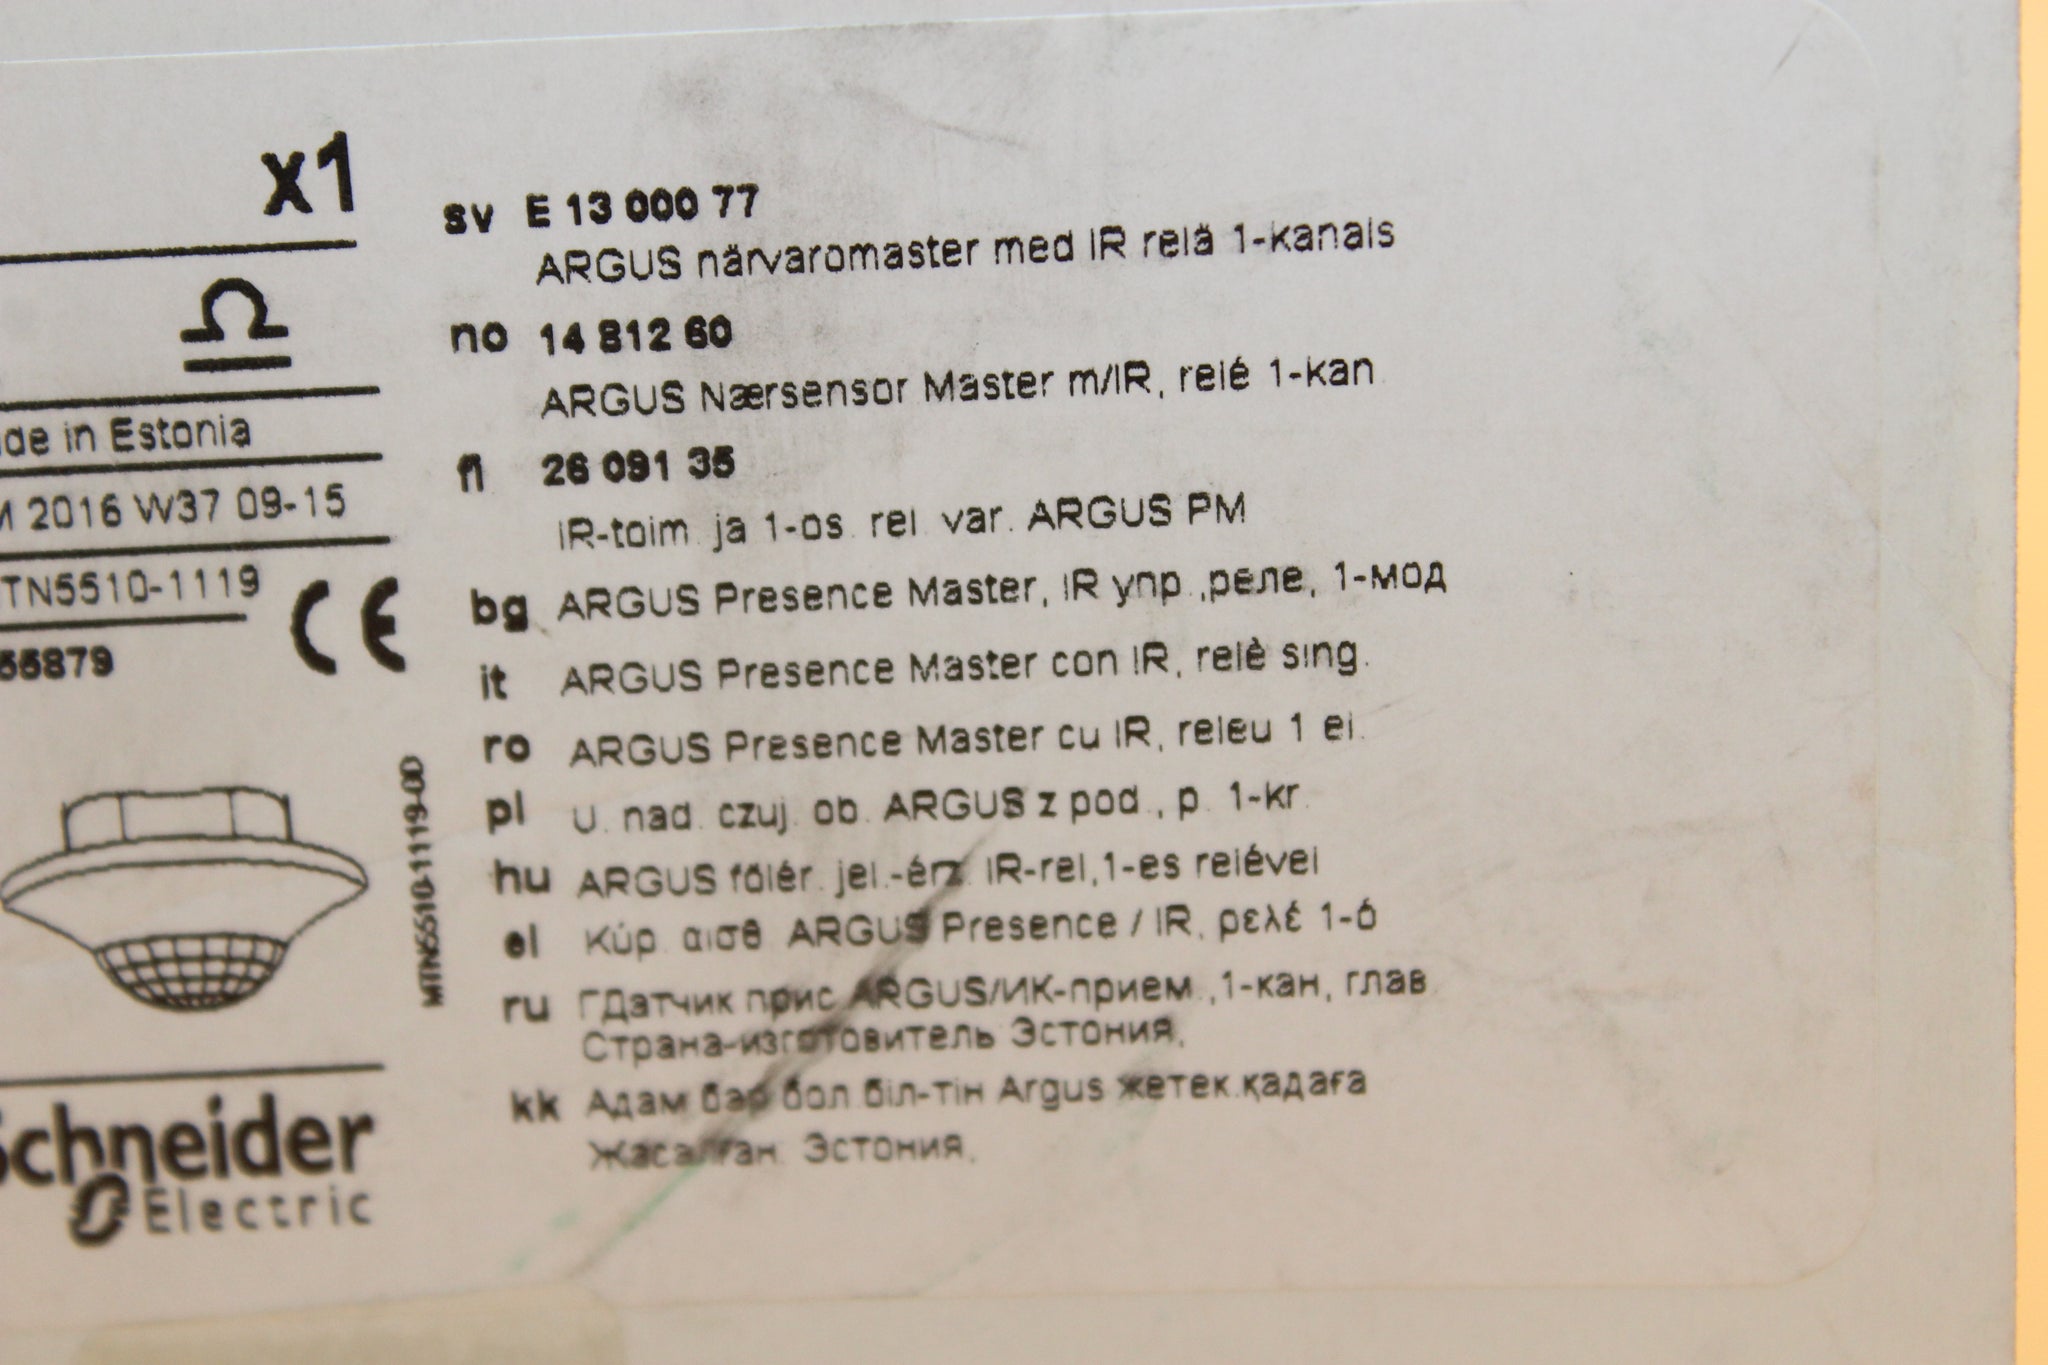 x1
in Estonia
2016 W37 09-15
TN5510-1119
CE
55879
MTN5510-1119-00
Schneider
Electric
sv E 13 000 77
ARGUS närvaromaster med IR relä 1-kanals
no 14 812 60
ARGUS Nærsensor Master m/IR, relé 1-kan
fi 26 091 35
IR-toim. ja 1-os. rel. var. ARGUS PM
bg ARGUS Presence Master, IR упр.,реле, 1-мод
it ARGUS Presence Master con IR, relè sing.
ro ARGUS Presence Master cu IR, releu 1 el.
pl U. nad. czuj. ob. ARGUS z pod., p. 1-kr.
hu ARGUS fölér. jel.-érz. IR-rel,1-es relével
el Κύρ. αισθ. ARGUS Presence / IR, ρελέ 1-ό
ru ГДатчик прис ARGUS/ИК-прием.,1-кан, глав.
Страна-изготовитель Эстония.
kk Адам бар бол.біл-тін Argus жетек.қадаға
Жасалған: Эстония.